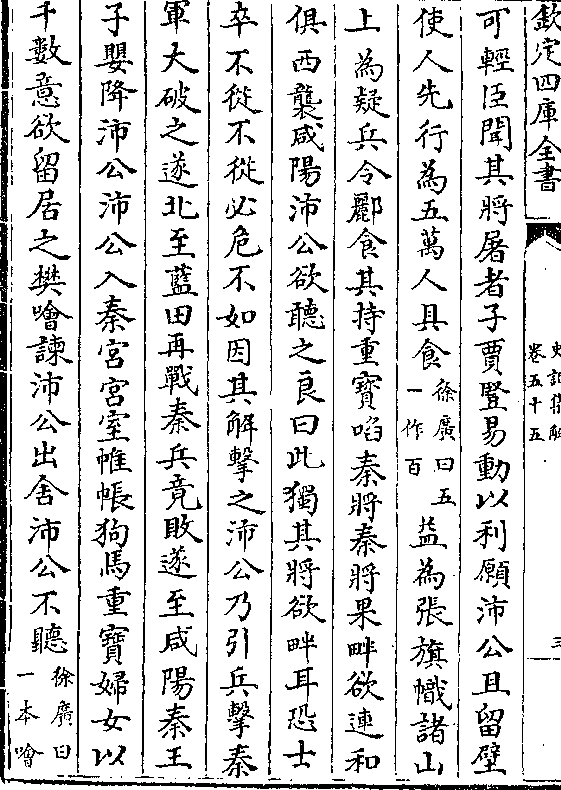 欽定四庫全書
史記集解
卷五十五
三
可輕臣聞其將屠者子賈豎易動以利願沛公且留壁
使人先行為五萬人具食徐廣曰五一作百益為張旗幟諸山
上為疑兵令酈食其持重寶啗秦將秦將果畔欲連和
俱西襲咸陽沛公欲聽之良曰此獨其將欲畔耳恐士
卒不從不從必危不如因其解擊之沛公乃引兵擊秦
軍大破之遂北至藍田再戰秦兵竟敗遂至咸陽秦王
子嬰降沛公沛公入秦宮宮室帷帳狗馬重寶婦女以
千數意欲留居之樊噲諫沛公出舍沛公不聽徐廣曰一本噲